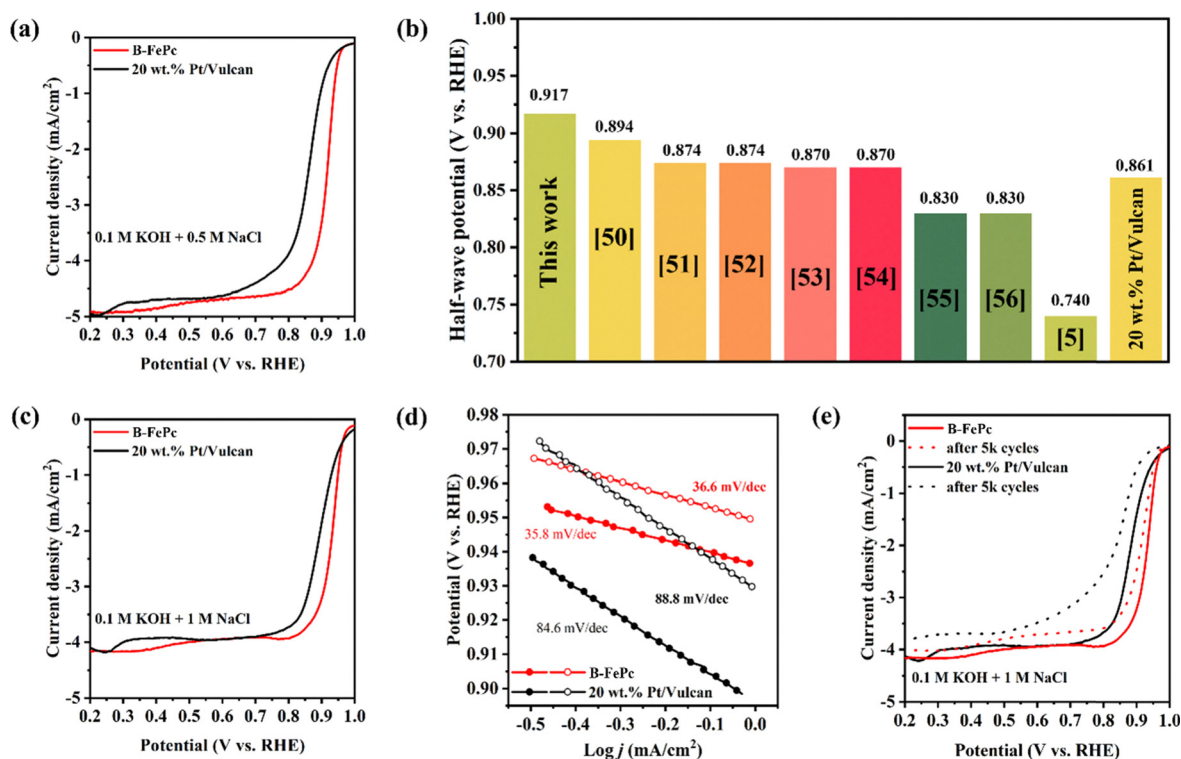 (a)
0
-1
-2
-3
-4
-5
0.2 0.3 0.4 0.5 0.6 0.7 0.8 0.9 1.0
Current density (mA/cm²)
Potential (V vs. RHE)
B-FePc
20 wt.% Pt/Vulcan
0.1 M KOH + 0.5 M NaCl
(b)
1.00
0.95
0.90
0.85
0.80
0.75
0.70
Half-wave potential (V vs. RHE)
0.917
0.894
0.874
0.874
0.870
0.870
0.830
0.830
0.740
0.861
This work
[50]
[51]
[52]
[53]
[54]
[55]
[56]
[5]
20 wt.% Pt/Vulcan
(c)
0
-1
-2
-3
-4
-5
0.2 0.3 0.4 0.5 0.6 0.7 0.8 0.9 1.0
Current density (mA/cm²)
Potential (V vs. RHE)
B-FePc
20 wt.% Pt/Vulcan
0.1 M KOH + 1 M NaCl
(d)
0.98
0.97
0.96
0.95
0.94
0.93
0.92
0.91
0.90
-0.5 -0.4 -0.3 -0.2 -0.1 0.0
Potential (V vs. RHE)
Log j (mA/cm²)
36.6 mV/dec
35.8 mV/dec
88.8 mV/dec
84.6 mV/dec
B-FePc
20 wt.% Pt/Vulcan
(e)
0
-1
-2
-3
-4
-5
0.2 0.3 0.4 0.5 0.6 0.7 0.8 0.9 1.0
Current density (mA/cm²)
Potential (V vs. RHE)
B-FePc
after 5k cycles
20 wt.% Pt/Vulcan
after 5k cycles
0.1 M KOH + 1 M NaCl